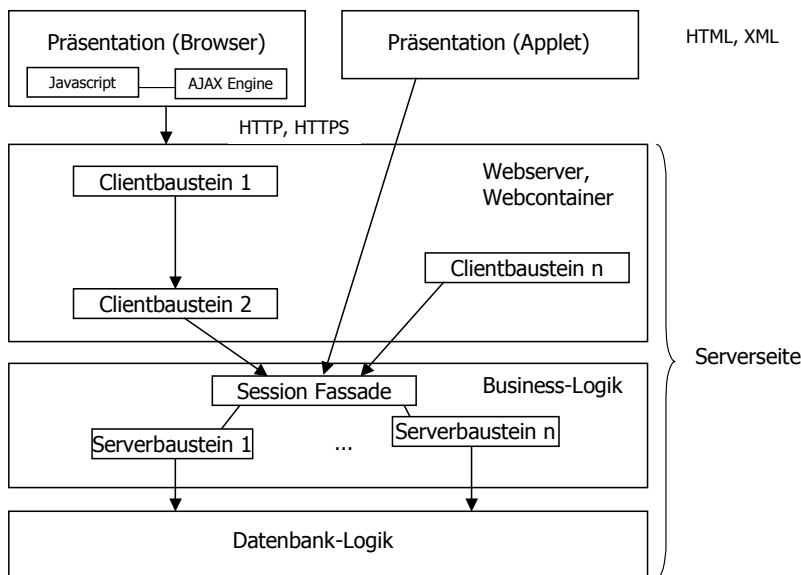 Präsentation (Browser)
Javascript
AJAX Engine
Präsentation (Applet)
HTML, XML
HTTP, HTTPS
Webserver,
Webcontainer
Clientbaustein 1
Clientbaustein n
Clientbaustein 2
Serverseite
Session Fassade
Business-Logik
Serverbaustein 1
...
Serverbaustein n
Datenbank-Logik